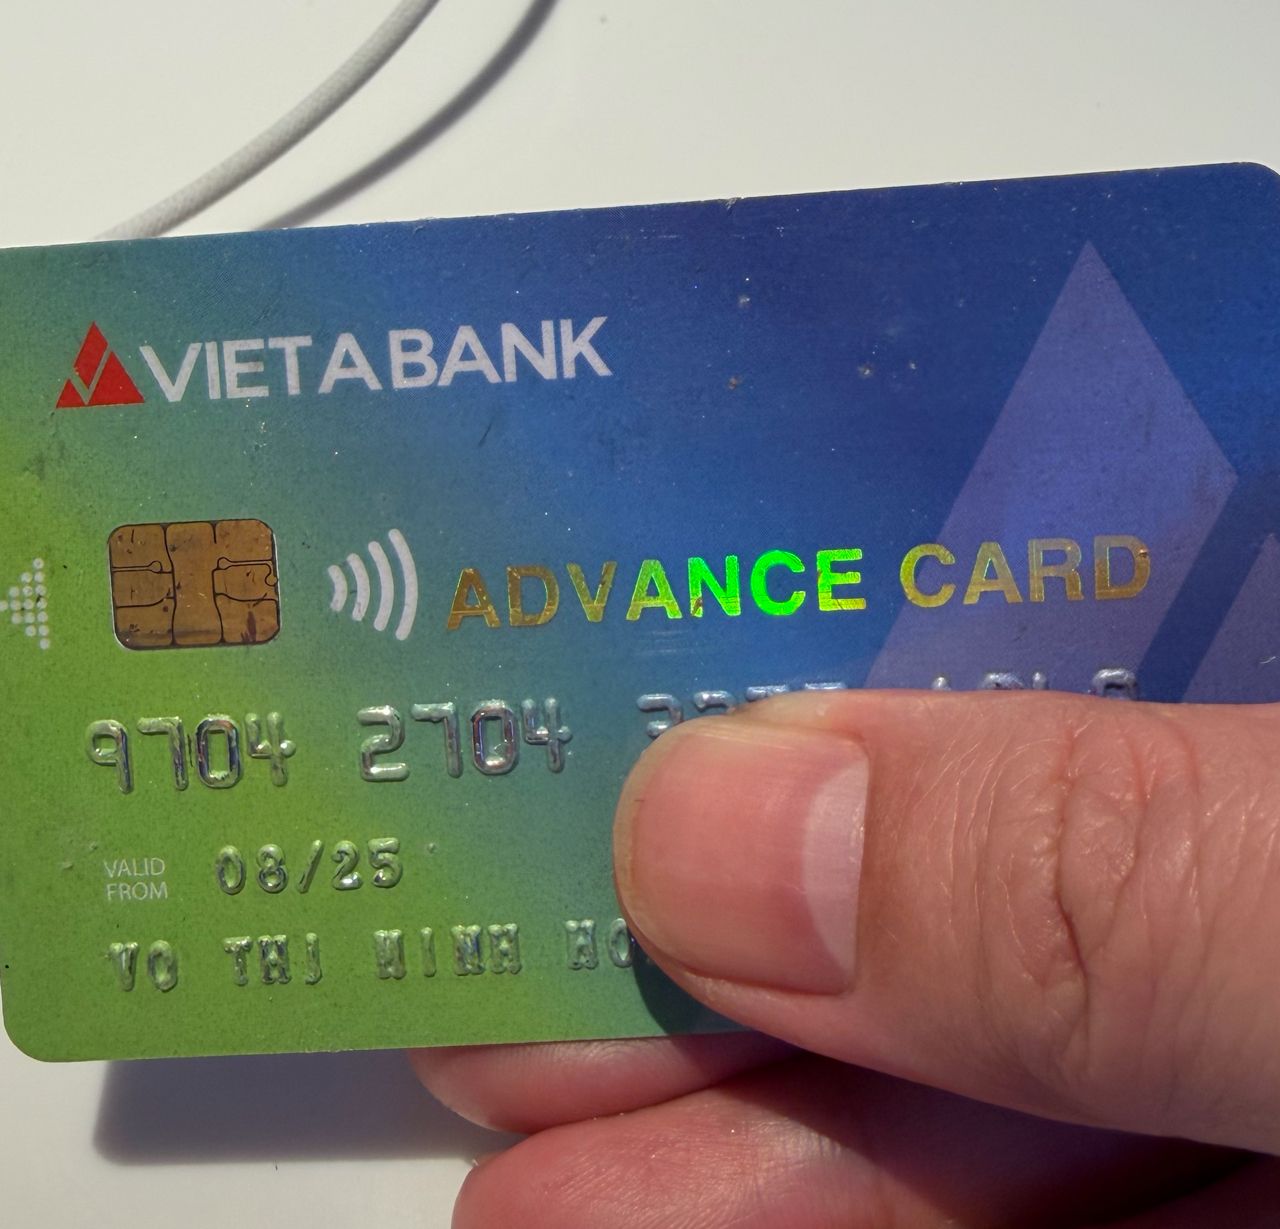 VIETABANK
ADVANCE CARD
9704 2704
VALID FROM 08/25
VO THI MINH